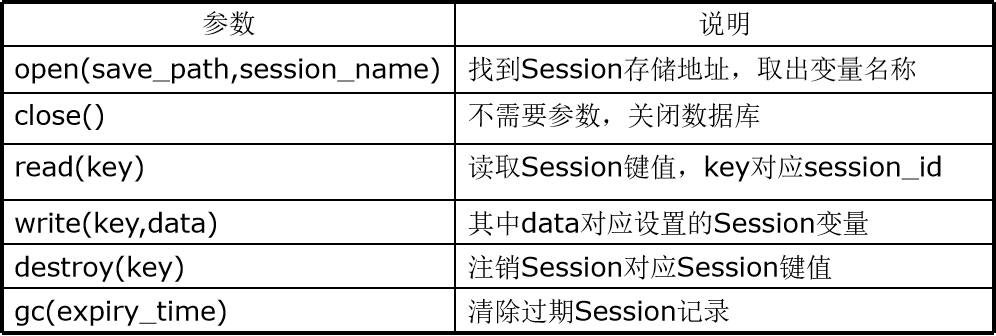 参数 说明
open(save_path,session_name) 找到Session存储地址，取出变量名称
close() 不需要参数，关闭数据库
read(key) 读取Session键值，key对应session_id
write(key,data) 其中data对应设置的Session变量
destroy(key) 注销Session对应Session键值
gc(expiry_time) 清除过期Session记录